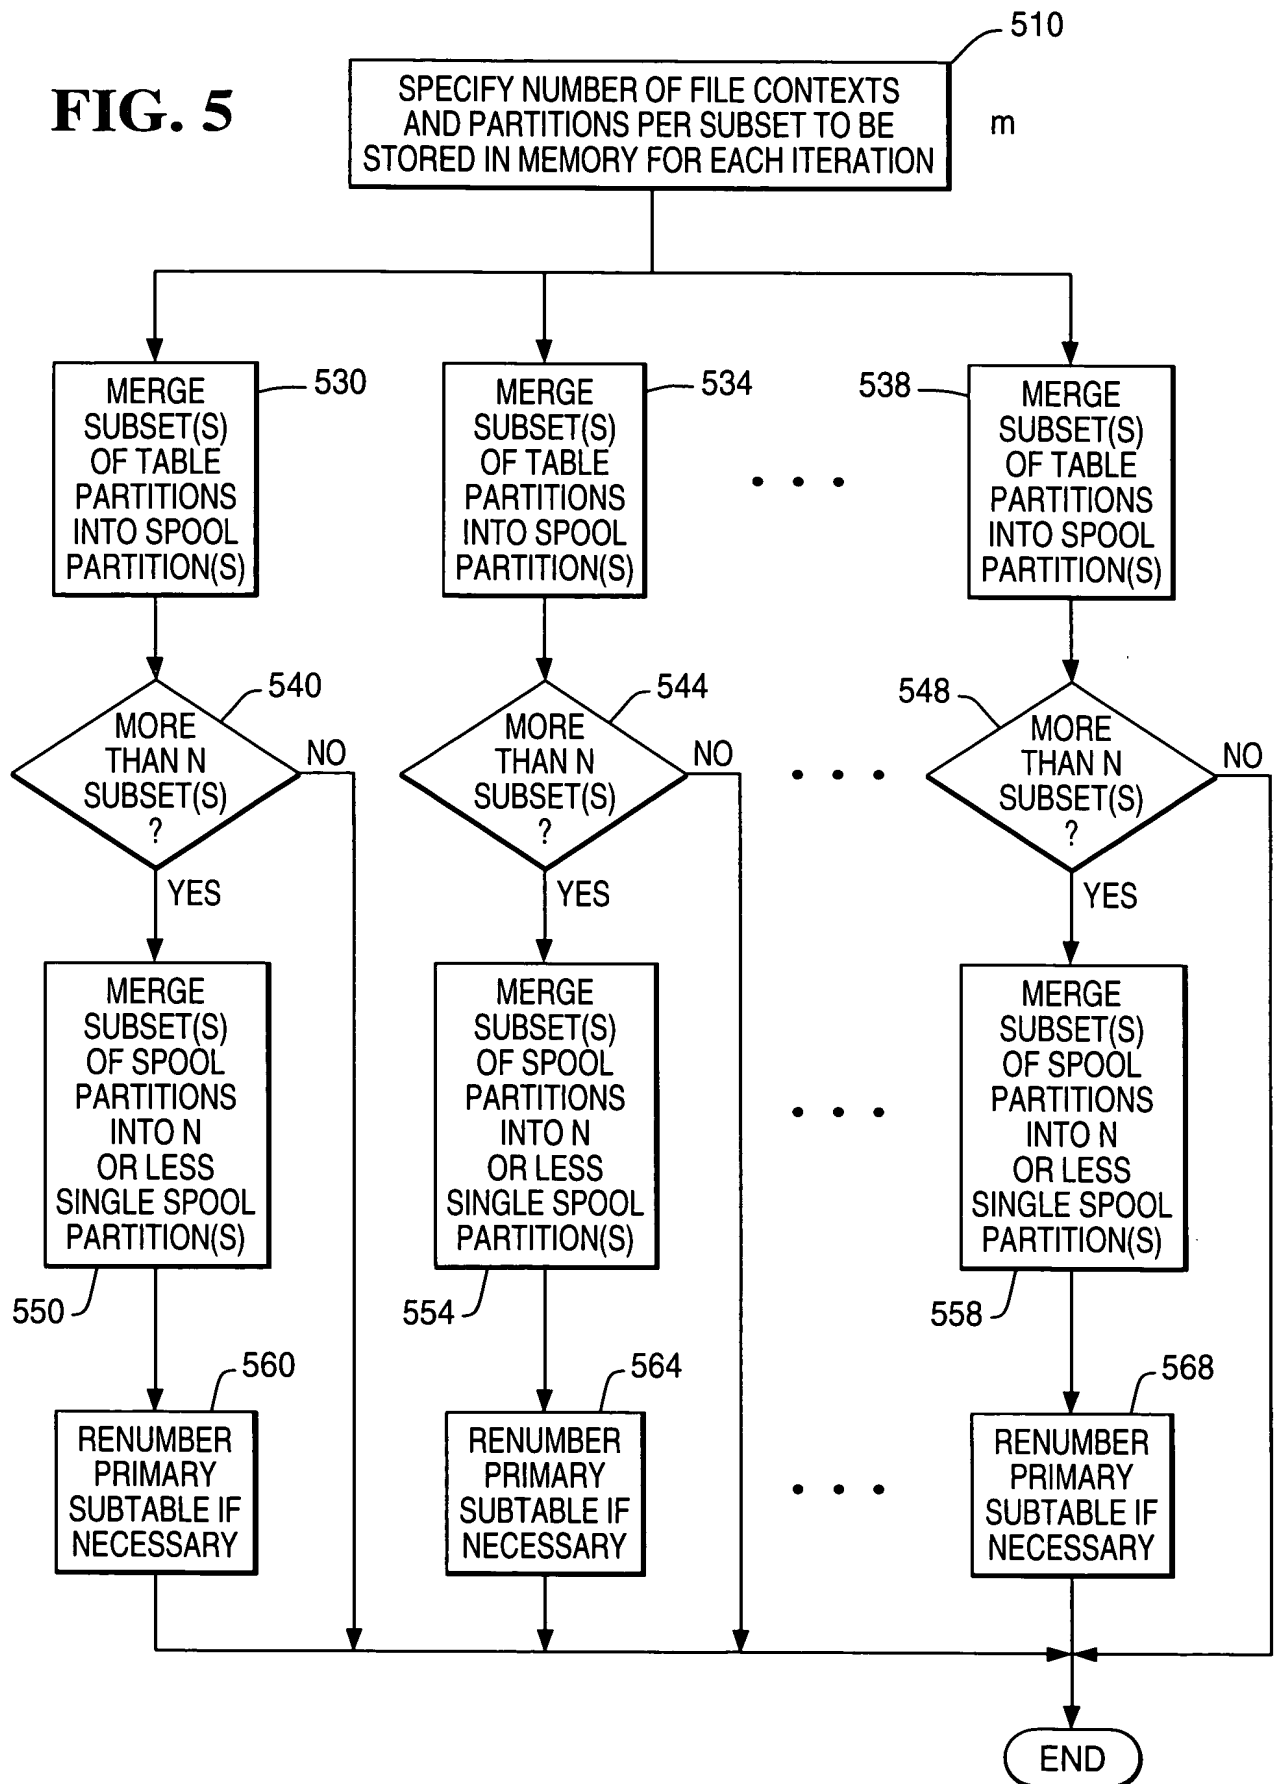 FIG. 5
510
SPECIFY NUMBER OF FILE CONTEXTS
AND PARTITIONS PER SUBSET TO BE
STORED IN MEMORY FOR EACH ITERATION
m
MERGE
SUBSET(S)
OF TABLE
PARTITIONS
INTO SPOOL
PARTITION(S)
530
MERGE
SUBSET(S)
OF TABLE
PARTITIONS
INTO SPOOL
PARTITION(S)
534
538
MERGE
SUBSET(S)
OF TABLE
PARTITIONS
INTO SPOOL
PARTITION(S)
540
MORE
THAN N
SUBSET(S)
?
NO
YES
544
MORE
THAN N
SUBSET(S)
?
NO
YES
548
MORE
THAN N
SUBSET(S)
?
NO
YES
MERGE
SUBSET(S)
OF SPOOL
PARTITIONS
INTO N
OR LESS
SINGLE SPOOL
PARTITION(S)
550
MERGE
SUBSET(S)
OF SPOOL
PARTITIONS
INTO N
OR LESS
SINGLE SPOOL
PARTITION(S)
554
MERGE
SUBSET(S)
OF SPOOL
PARTITIONS
INTO N
OR LESS
SINGLE SPOOL
PARTITION(S)
558
560
RENUMBER
PRIMARY
SUBTABLE IF
NECESSARY
564
RENUMBER
PRIMARY
SUBTABLE IF
NECESSARY
568
RENUMBER
PRIMARY
SUBTABLE IF
NECESSARY
END